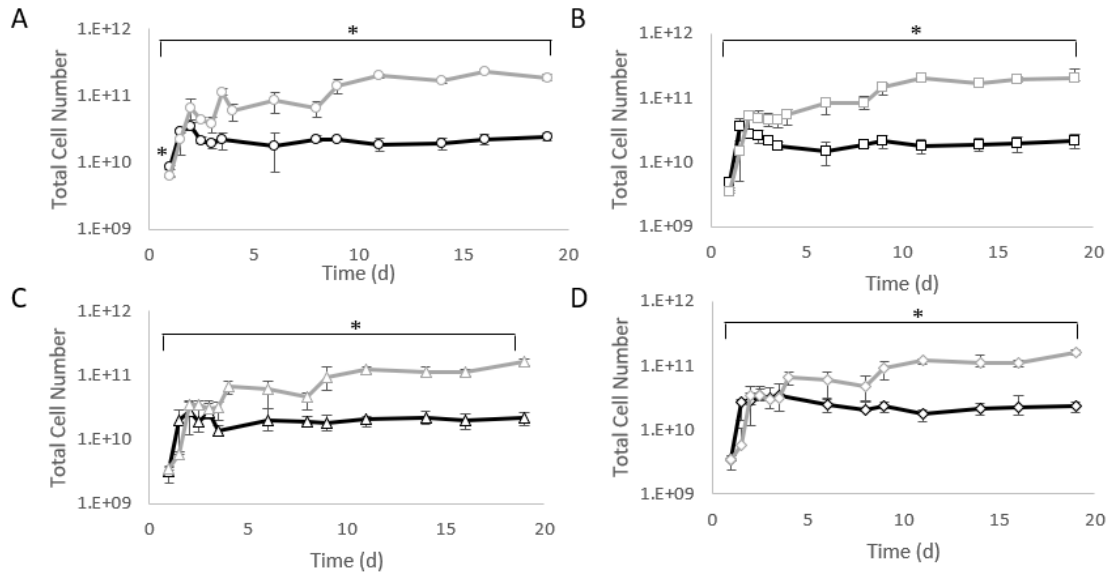 A
*
1.E+12
1.E+11
1.E+10
1.E+09
*
Total Cell Number
0 5 10 15 20
Time (d)
B
*
1.E+12
1.E+11
1.E+10
1.E+09
Total Cell Number
0 5 10 15 20
Time (d)
C
*
1.E+12
1.E+11
1.E+10
1.E+09
Total Cell Number
0 5 10 15 20
Time (d)
D
*
1.E+12
1.E+11
1.E+10
1.E+09
Total Cell Number
0 5 10 15 20
Time (d)